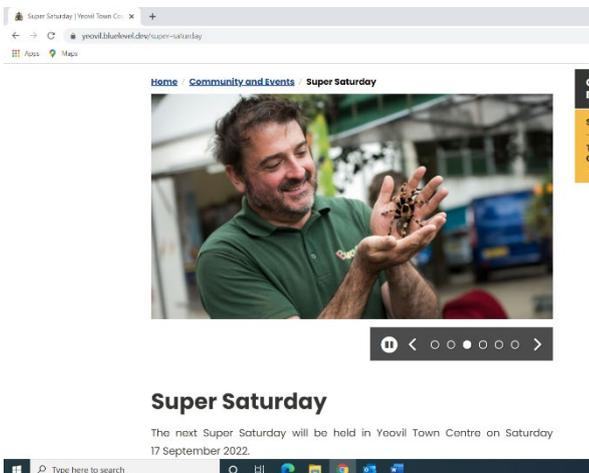 Super Saturday | Yeovil Town Cou
yeovil.bluelevel.dev/super-saturday
Apps Maps
Home / Community and Events / Super Saturday
Super Saturday
The next Super Saturday will be held in Yeovil Town Centre on Saturday
17 September 2022.
Type here to search